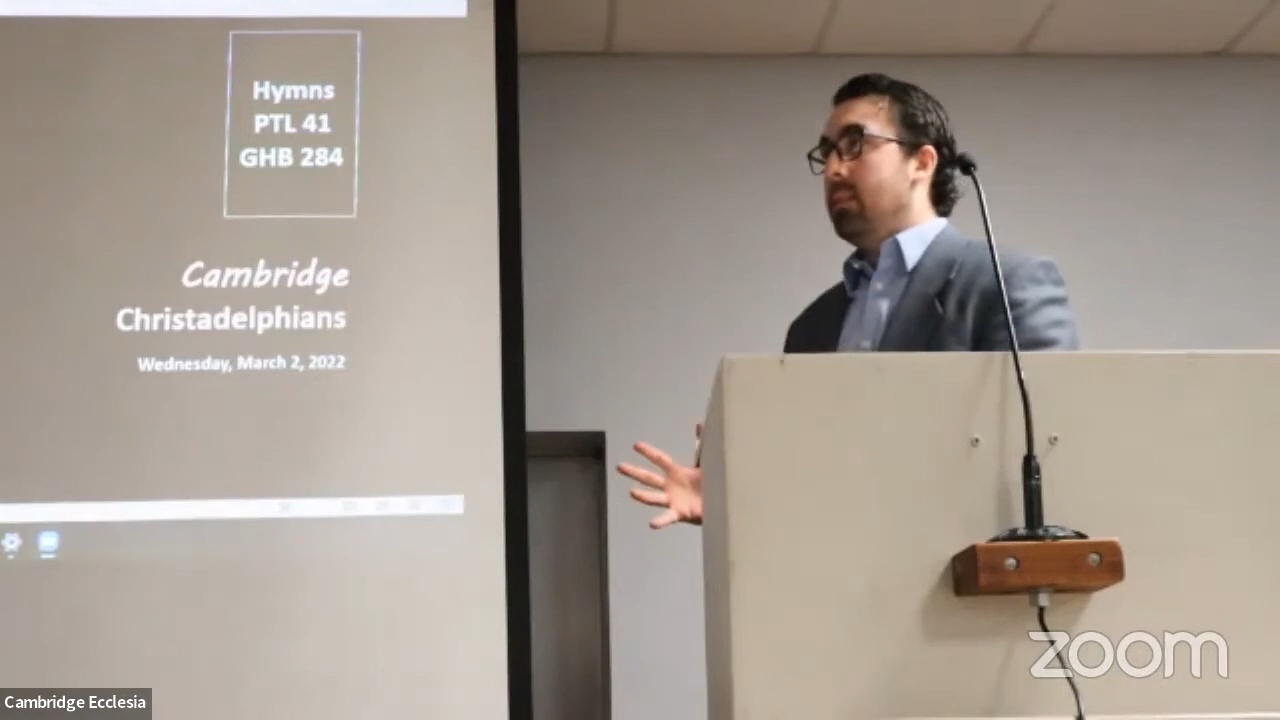 Hymns
PTL 41
GHB 284
Cambridge
Christadelphians
Wednesday, March 2, 2022
zoom
Cambridge Ecclesia